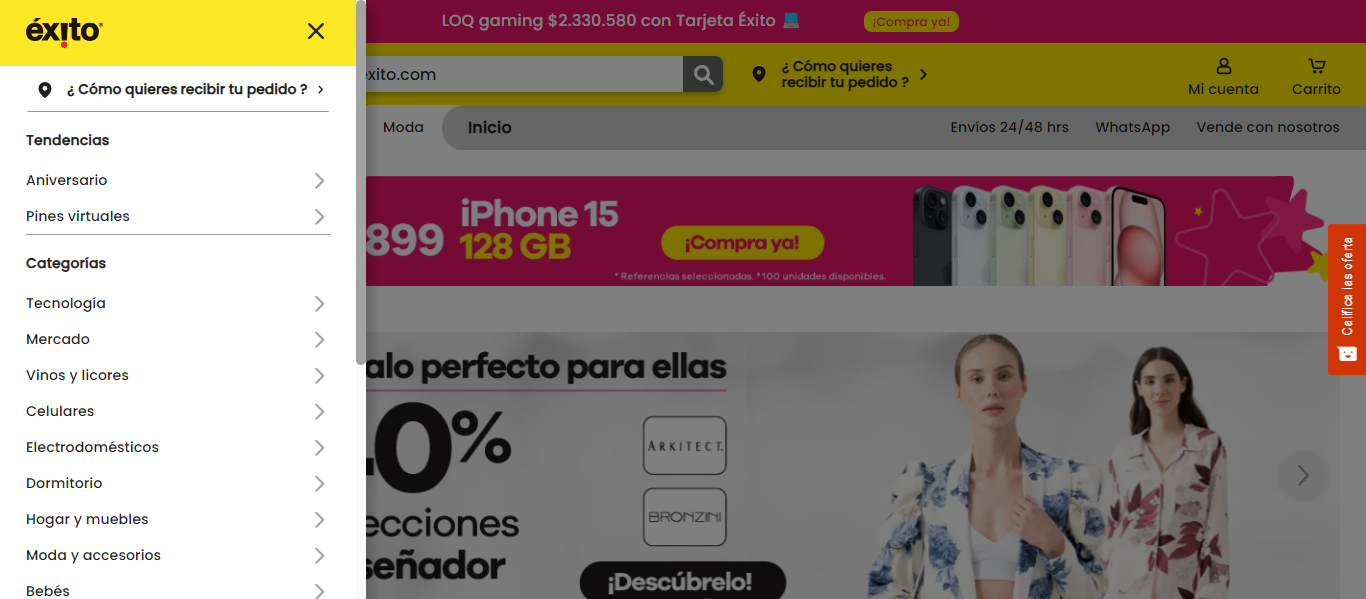 éxito
¿ Cómo quieres recibir tu pedido ?
Tendencias
Aniversario
Pines virtuales
Categorías
Tecnología
Mercado
Vinos y licores
Celulares
Electrodomésticos
Dormitorio
Hogar y muebles
Moda y accesorios
Bebés
LOQ gaming $2.330.580 con Tarjeta Éxito
¡Compra ya!
xito.com
¿ Cómo quieres
recibir tu pedido ?
Mi cuenta
Carrito
Moda
Inicio
Envíos 24/48 hrs
WhatsApp
Vende con nosotros
899
iPhone 15
128 GB
¡Compra ya!
*Referencias seleccionadas. *100 unidades disponibles.
Califica las oferta
alo perfecto para ellas
0%
ARKITECT.
BRONZINI
ecciones
señador
¡Descúbrelo!